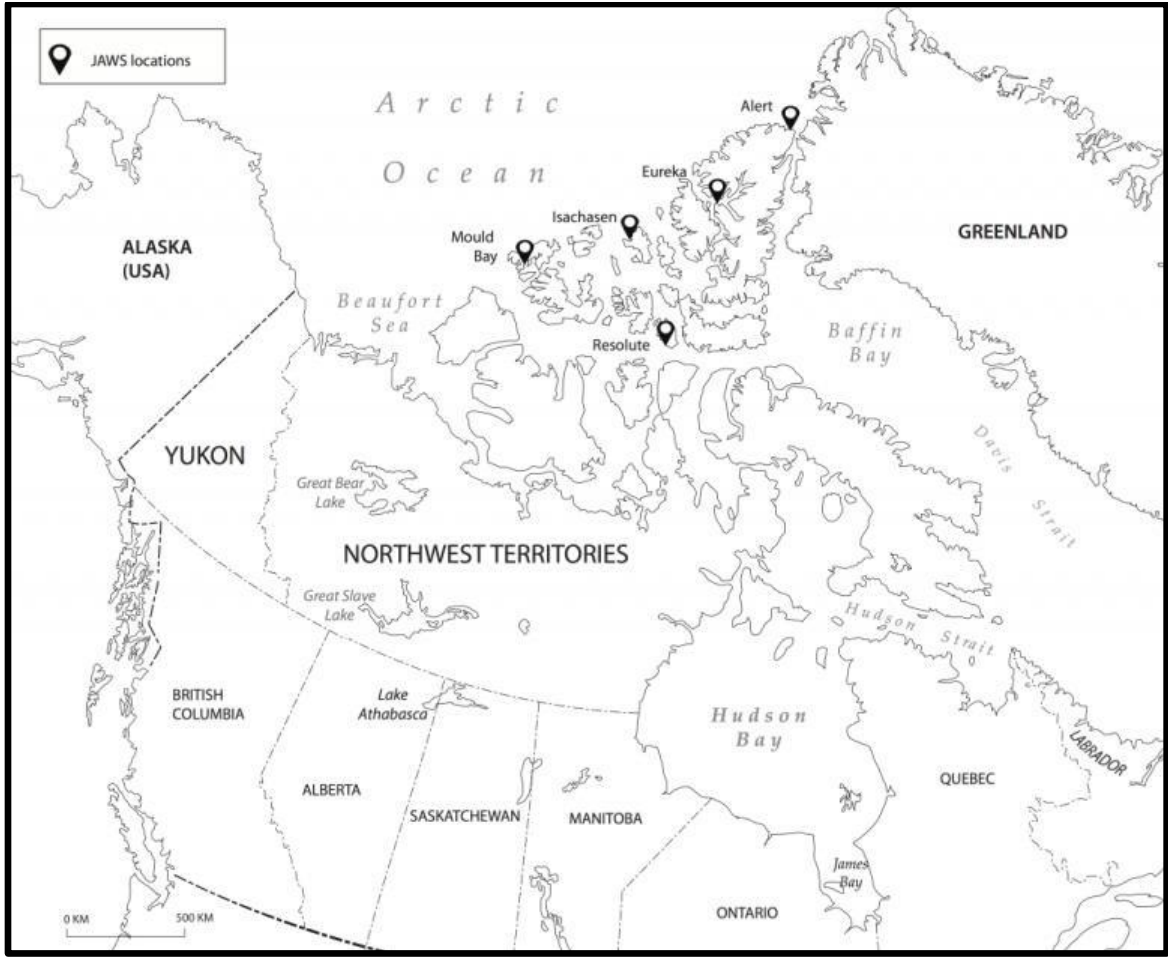 JAWS locations
Arctic
Ocean
Alert
Eureka
Isachasen
Mould
Bay
ALASKA
(USA)
GREENLAND
Beaufort
Sea
Resolute
Baffin
Bay
YUKON
Davis Strait
Great Bear
Lake
NORTHWEST TERRITORIES
Great Slave
Lake
Hudson Strait
BRITISH
COLUMBIA
Lake
Athabasca
Hudson
Bay
LABRADOR
QUEBEC
ALBERTA
SASKATCHEWAN
MANITOBA
James
Bay
ONTARIO
0 KM 500 KM